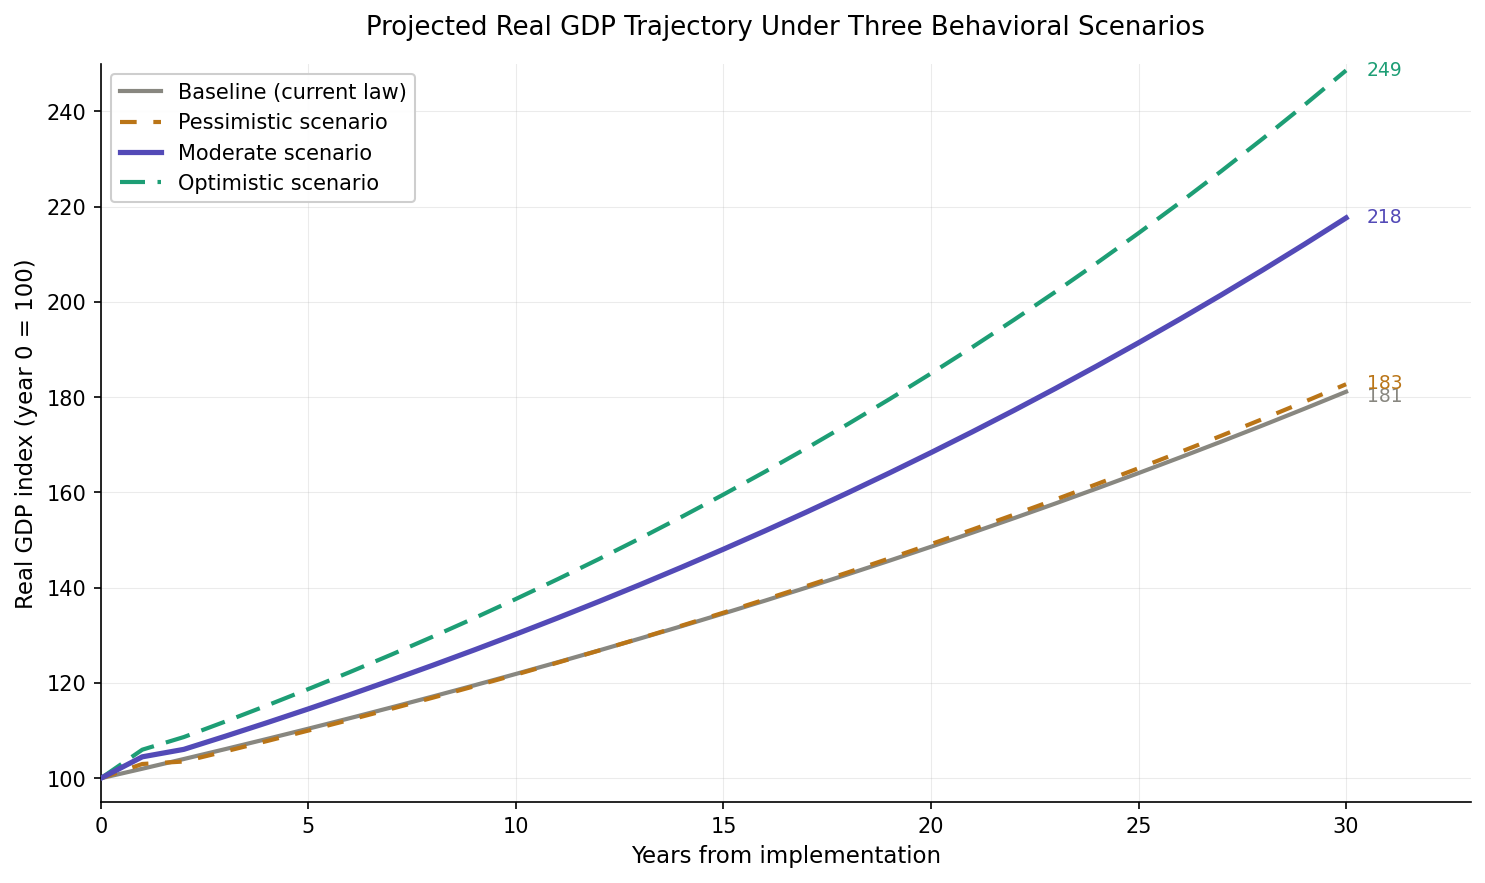 Projected Real GDP Trajectory Under Three Behavioral Scenarios
Real GDP index (year 0 = 100)
240
220
200
180
160
140
120
100
Baseline (current law)
Pessimistic scenario
Moderate scenario
Optimistic scenario
249
218
183
181
0 5 10 15 20 25 30
Years from implementation